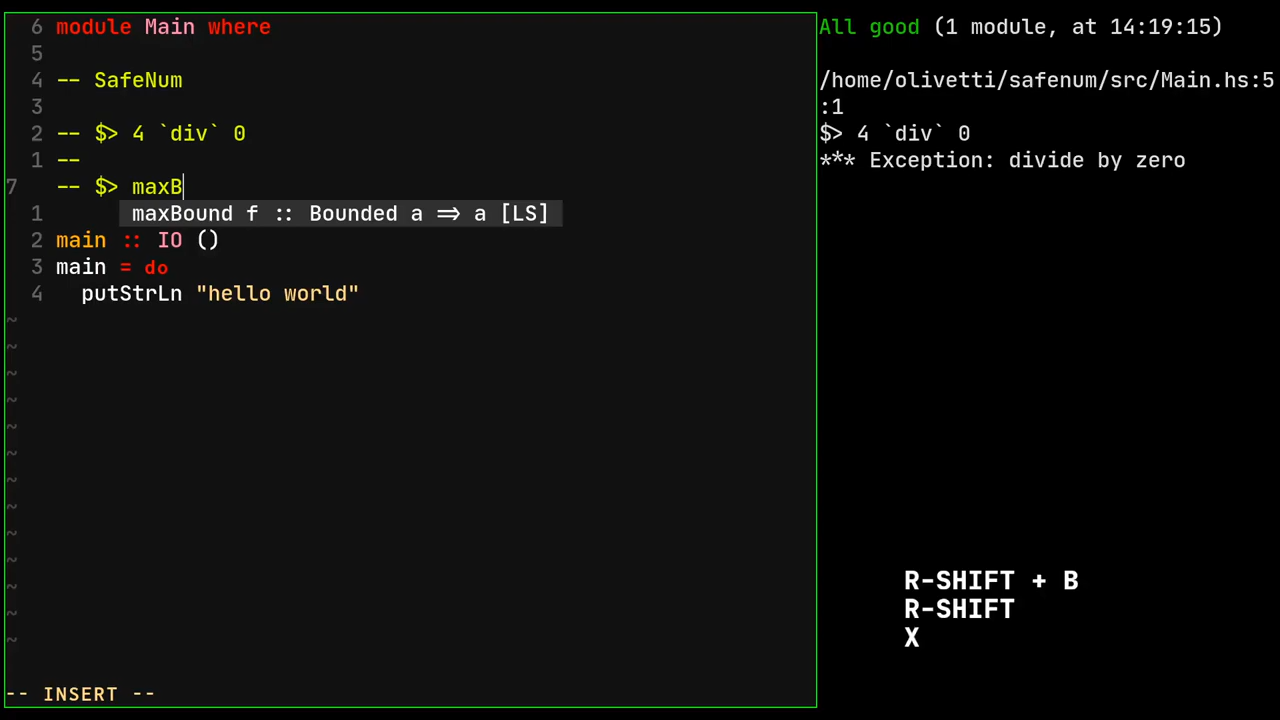 6 module Main where
5
4 -- SafeNum
3
2 -- $> 4 `div` 0
1 --
7 -- $> maxB
1 maxBound f :: Bounded a => a [LS]
2 main :: IO ()
3 main = do
4 putStrLn "hello world"
~
~
~
~
~
~
~
~
~
~
~
~
~
-- INSERT --
All good (1 module, at 14:19:15)
/home/olivetti/safenum/src/Main.hs:5
:1
$> 4 `div` 0
*** Exception: divide by zero
R-SHIFT + B
R-SHIFT
X